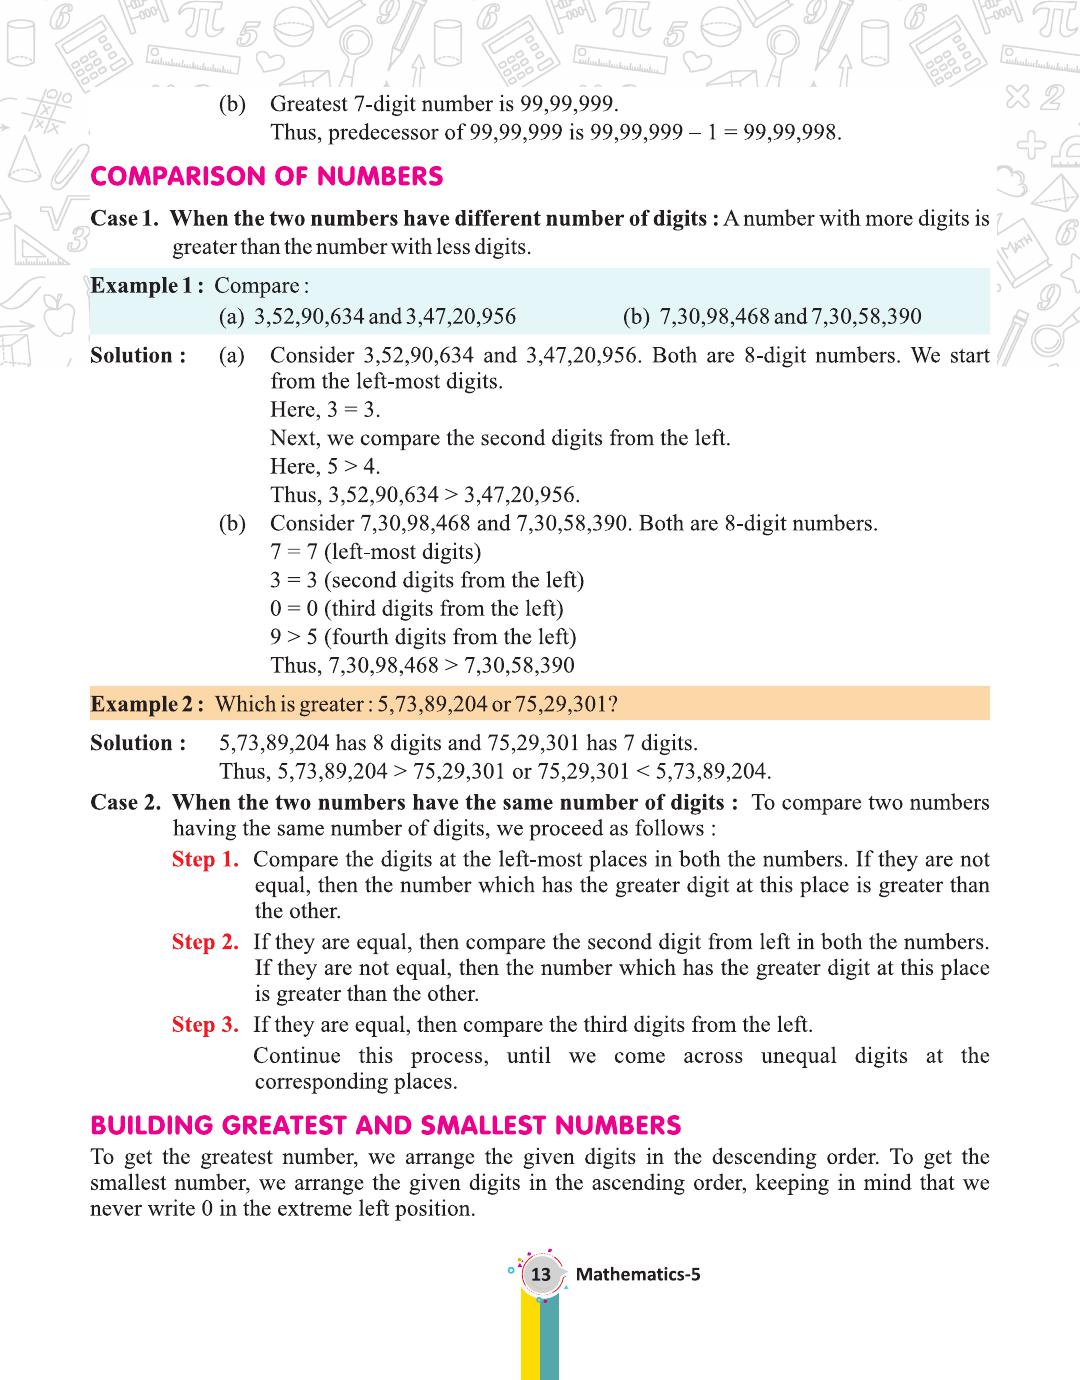 (b) Greatest 7-digit number is 99,99,999.
Thus, predecessor of 99,99,999 is 99,99,999 – 1 = 99,99,998.
COMPARISON OF NUMBERS
Case 1. When the two numbers have different number of digits : A number with more digits is
greater than the number with less digits.
Example 1 : Compare :
(a) 3,52,90,634 and 3,47,20,956 (b) 7,30,98,468 and 7,30,58,390
Solution : (a) Consider 3,52,90,634 and 3,47,20,956. Both are 8-digit numbers. We start
from the left-most digits.
Here, 3 = 3.
Next, we compare the second digits from the left.
Here, 5 > 4.
Thus, 3,52,90,634 > 3,47,20,956.
(b) Consider 7,30,98,468 and 7,30,58,390. Both are 8-digit numbers.
7 = 7 (left-most digits)
3 = 3 (second digits from the left)
0 = 0 (third digits from the left)
9 > 5 (fourth digits from the left)
Thus, 7,30,98,468 > 7,30,58,390
Example 2 : Which is greater : 5,73,89,204 or 75,29,301?
Solution : 5,73,89,204 has 8 digits and 75,29,301 has 7 digits.
Thus, 5,73,89,204 > 75,29,301 or 75,29,301 < 5,73,89,204.
Case 2. When the two numbers have the same number of digits : To compare two numbers
having the same number of digits, we proceed as follows :
Step 1. Compare the digits at the left-most places in both the numbers. If they are not
equal, then the number which has the greater digit at this place is greater than
the other.
Step 2. If they are equal, then compare the second digit from left in both the numbers.
If they are not equal, then the number which has the greater digit at this place
is greater than the other.
Step 3. If they are equal, then compare the third digits from the left.
Continue this process, until we come across unequal digits at the
corresponding places.
BUILDING GREATEST AND SMALLEST NUMBERS
To get the greatest number, we arrange the given digits in the descending order. To get the
smallest number, we arrange the given digits in the ascending order, keeping in mind that we
never write 0 in the extreme left position.
13 Mathematics-5